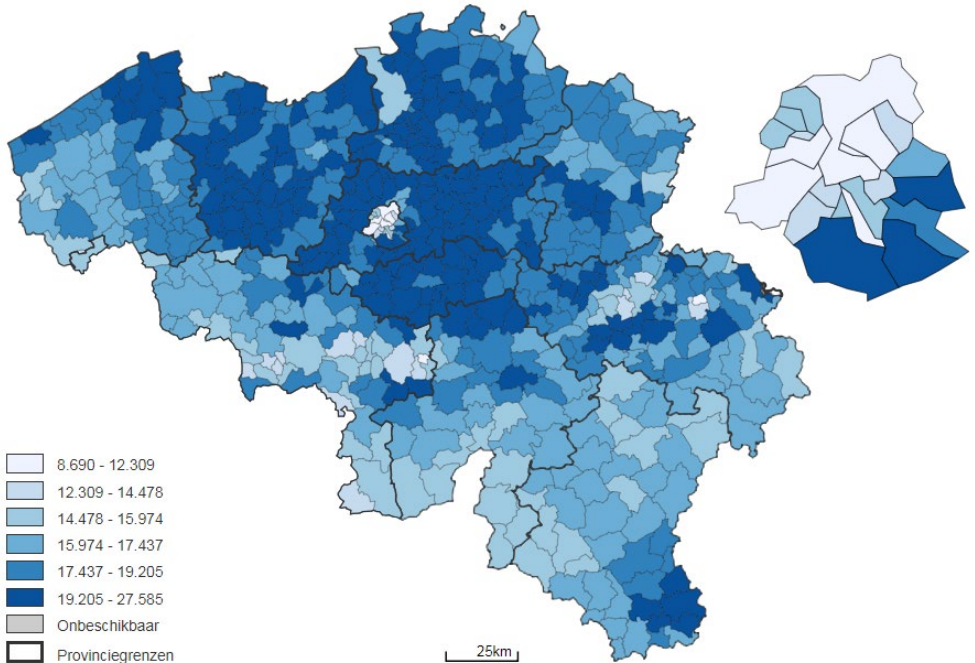 8.690 - 12.309
12.309 - 14.478
14.478 - 15.974
15.974 - 17.437
17.437 - 19.205
19.205 - 27.585
Onbeschikbaar
Provinciegrenzen
25km